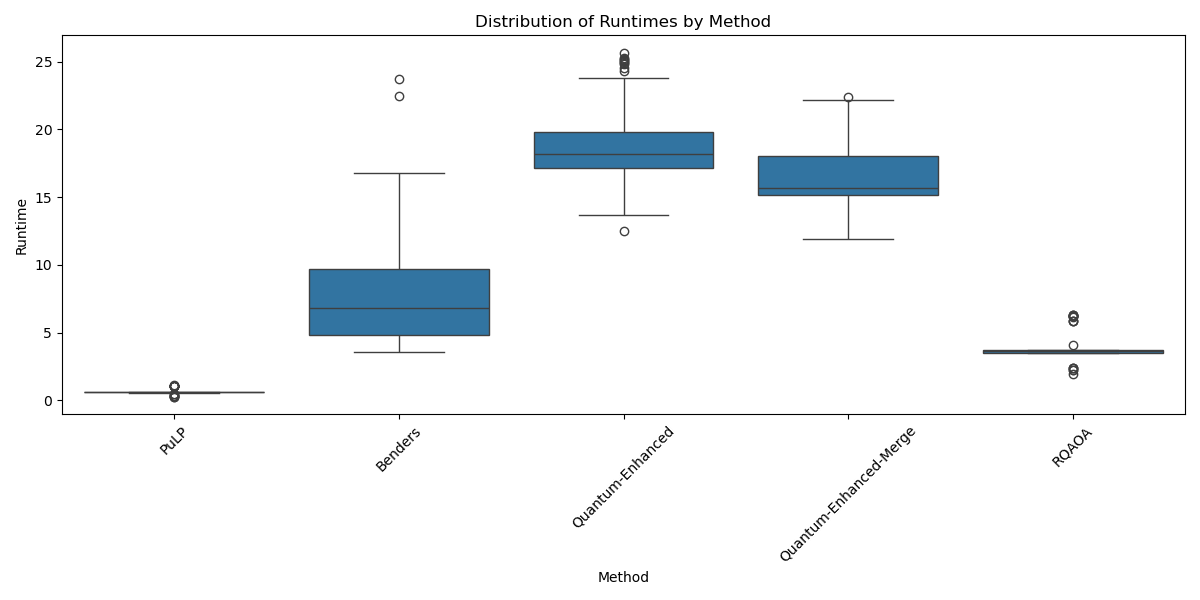 Distribution of Runtimes by Method
Runtime
25
20
15
10
5
0
PuLP
Benders
Quantum-Enhanced
Quantum-Enhanced-Merge
RQAOA
Method